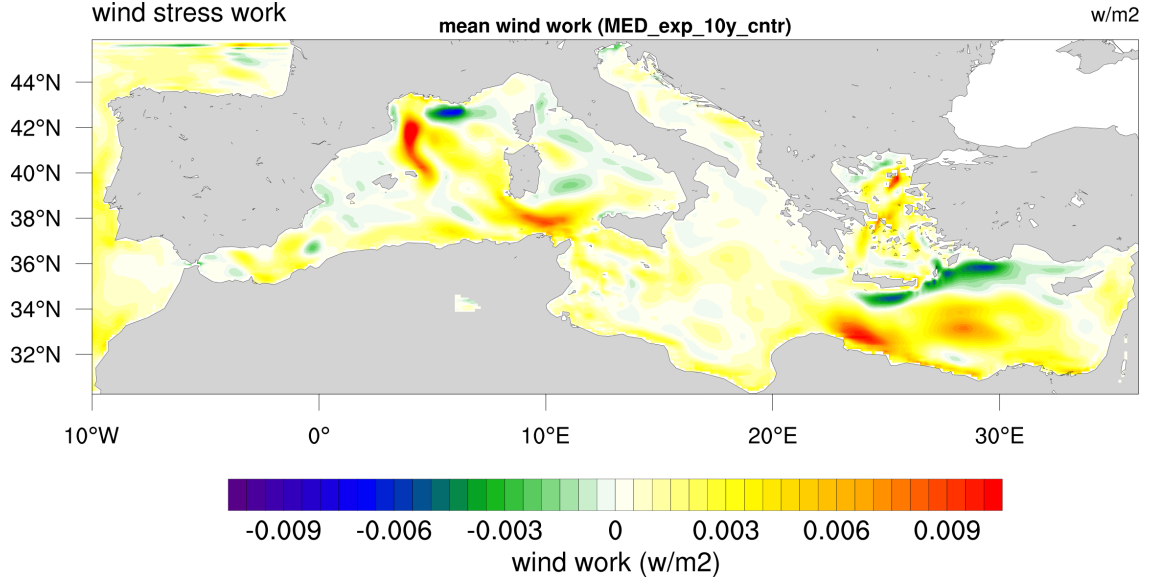 wind stress work
mean wind work (MED_exp_10y_cntr)
w/m2
44°N
42°N
40°N
38°N
36°N
34°N
32°N
10°W 0° 10°E 20°E 30°E
-0.009 -0.006 -0.003 0 0.003 0.006 0.009
wind work (w/m2)